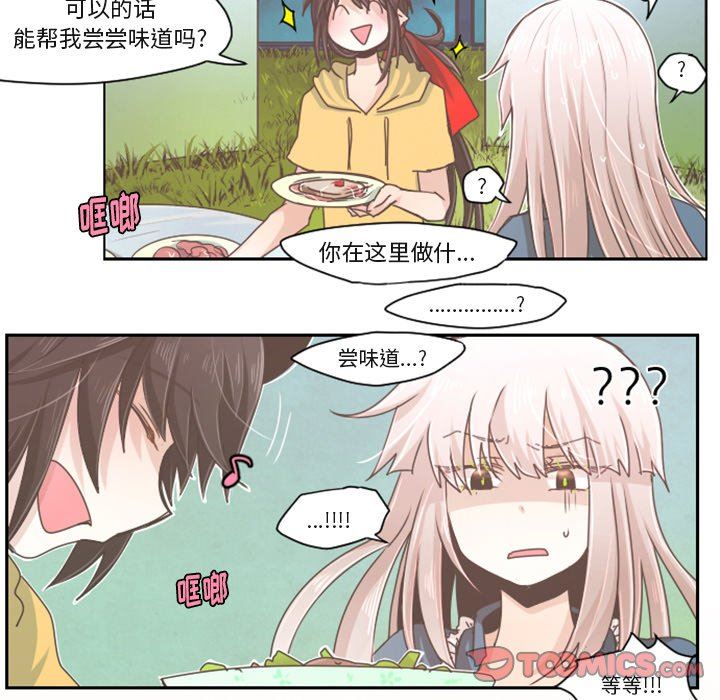 可以的话
能帮我尝尝味道吗?
?
?
哐啷
你在这里做什...
................?
尝味道...?
???
...!!!!
哐啷
TOOMICS.COM
等等!!!